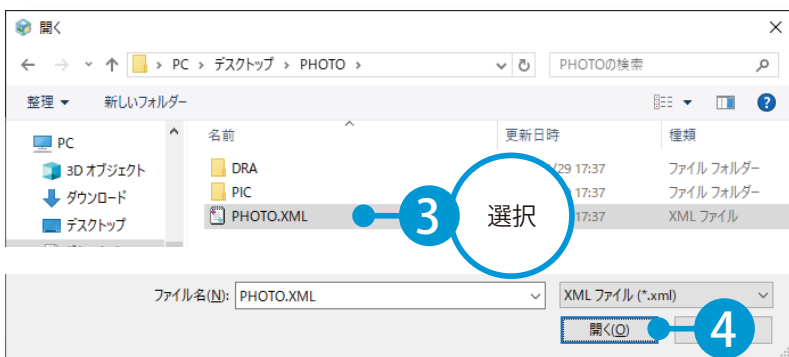 開く
PC › デスクトップ › PHOTO ›
PHOTOの検索
整理
新しいフォルダー
名前
更新日時
種類
PC
3D オブジェクト
ダウンロード
デスクトップ
DRA
/29 17:37
ファイル フォルダー
PIC
17:37
ファイル フォルダー
PHOTO.XML
17:37
XML ファイル
3
選択
ファイル名(N):
PHOTO.XML
XML ファイル (*.xml)
開く(O)
4